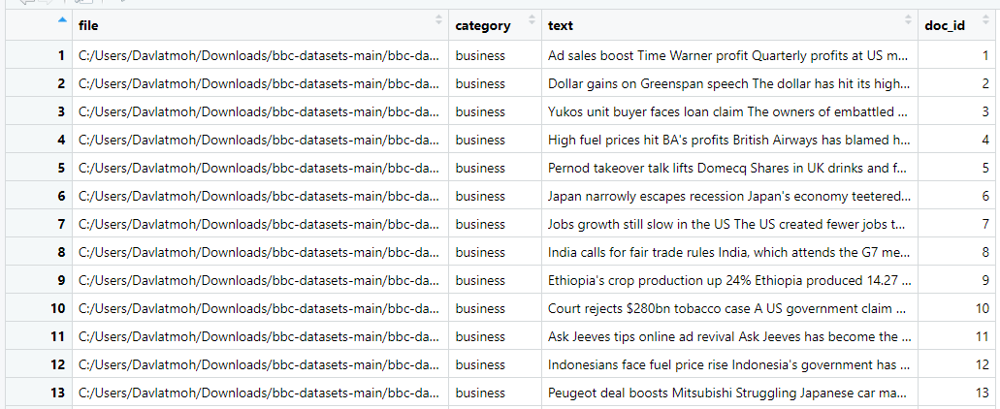 file category text doc_id
1 C:/Users/Davlatmoh/Downloads/bbc-datasets-main/bbc-da... business Ad sales boost Time Warner profit Quarterly profits at US m... 1
2 C:/Users/Davlatmoh/Downloads/bbc-datasets-main/bbc-da... business Dollar gains on Greenspan speech The dollar has hit its high... 2
3 C:/Users/Davlatmoh/Downloads/bbc-datasets-main/bbc-da... business Yukos unit buyer faces loan claim The owners of embattled ... 3
4 C:/Users/Davlatmoh/Downloads/bbc-datasets-main/bbc-da... business High fuel prices hit BA's profits British Airways has blamed h... 4
5 C:/Users/Davlatmoh/Downloads/bbc-datasets-main/bbc-da... business Pernod takeover talk lifts Domecq Shares in UK drinks and f... 5
6 C:/Users/Davlatmoh/Downloads/bbc-datasets-main/bbc-da... business Japan narrowly escapes recession Japan's economy teetered... 6
7 C:/Users/Davlatmoh/Downloads/bbc-datasets-main/bbc-da... business Jobs growth still slow in the US The US created fewer jobs t... 7
8 C:/Users/Davlatmoh/Downloads/bbc-datasets-main/bbc-da... business India calls for fair trade rules India, which attends the G7 me... 8
9 C:/Users/Davlatmoh/Downloads/bbc-datasets-main/bbc-da... business Ethiopia's crop production up 24% Ethiopia produced 14.27 ... 9
10 C:/Users/Davlatmoh/Downloads/bbc-datasets-main/bbc-da... business Court rejects $280bn tobacco case A US government claim ... 10
11 C:/Users/Davlatmoh/Downloads/bbc-datasets-main/bbc-da... business Ask Jeeves tips online ad revival Ask Jeeves has become the ... 11
12 C:/Users/Davlatmoh/Downloads/bbc-datasets-main/bbc-da... business Indonesians face fuel price rise Indonesia's government has ... 12
13 C:/Users/Davlatmoh/Downloads/bbc-datasets-main/bbc-da... business Peugeot deal boosts Mitsubishi Struggling Japanese car ma... 13